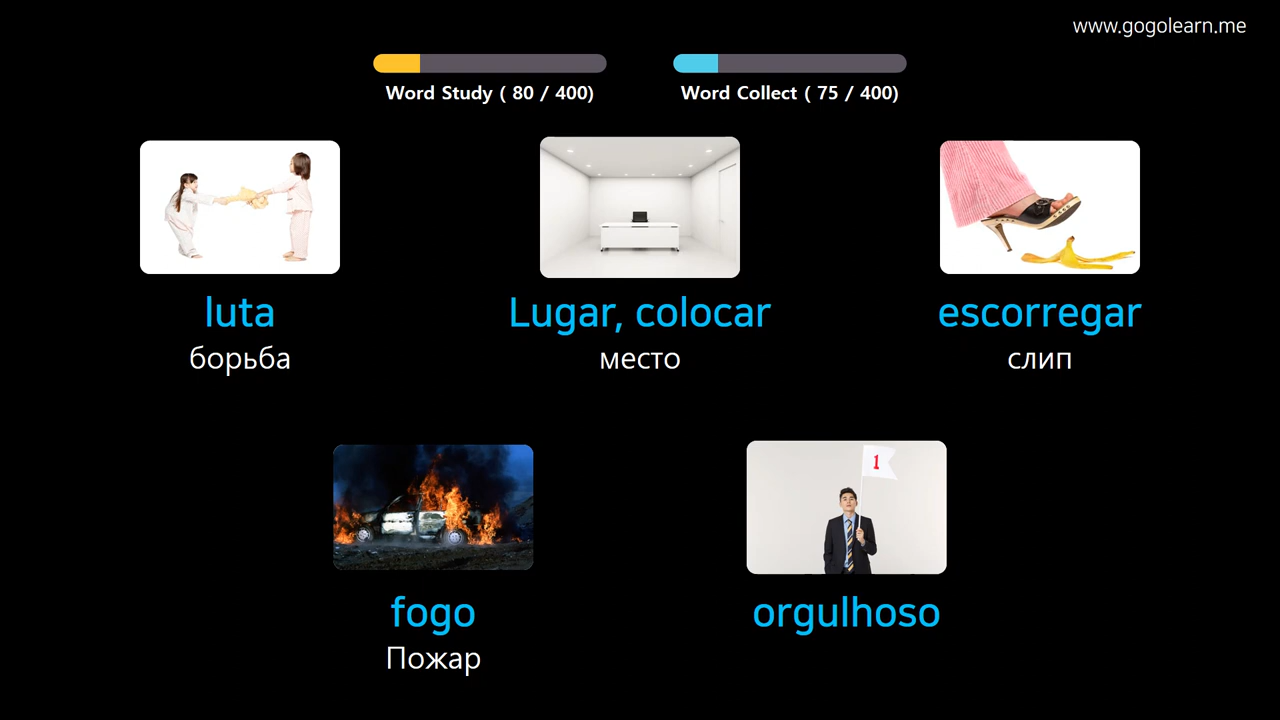 www.gogolearn.me
Word Study ( 80 / 400)
Word Collect ( 75 / 400)
luta
борьба
Lugar, colocar
место
escorregar
слип
1
fogo
Пожар
orgulhoso